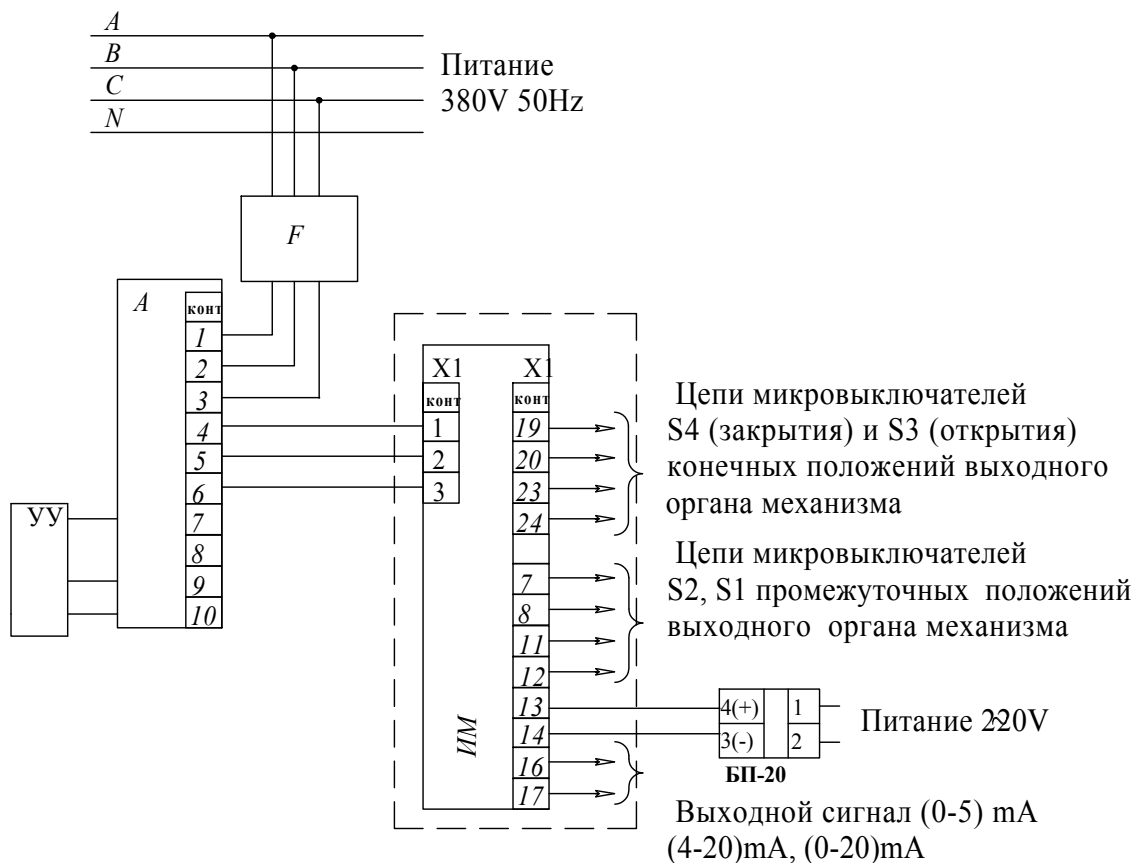 A
B
C
N
Питание
380V 50Hz
F
A
конт
1
2
3
4
5
6
7
8
9
10
УУ
X1
конт
1
2
3
ИМ
X1
конт
19
20
23
24
7
8
11
12
13
14
16
17
Цепи микровыключателей
S4 (закрытия) и S3 (открытия)
конечных положений выходного
органа механизма
Цепи микровыключателей
S2, S1 промежуточных положений
выходного органа механизма
4(+) 1
3(-) 2
БП-20
Питание ~220V
Выходной сигнал (0-5) mA
(4-20)mA, (0-20)mA